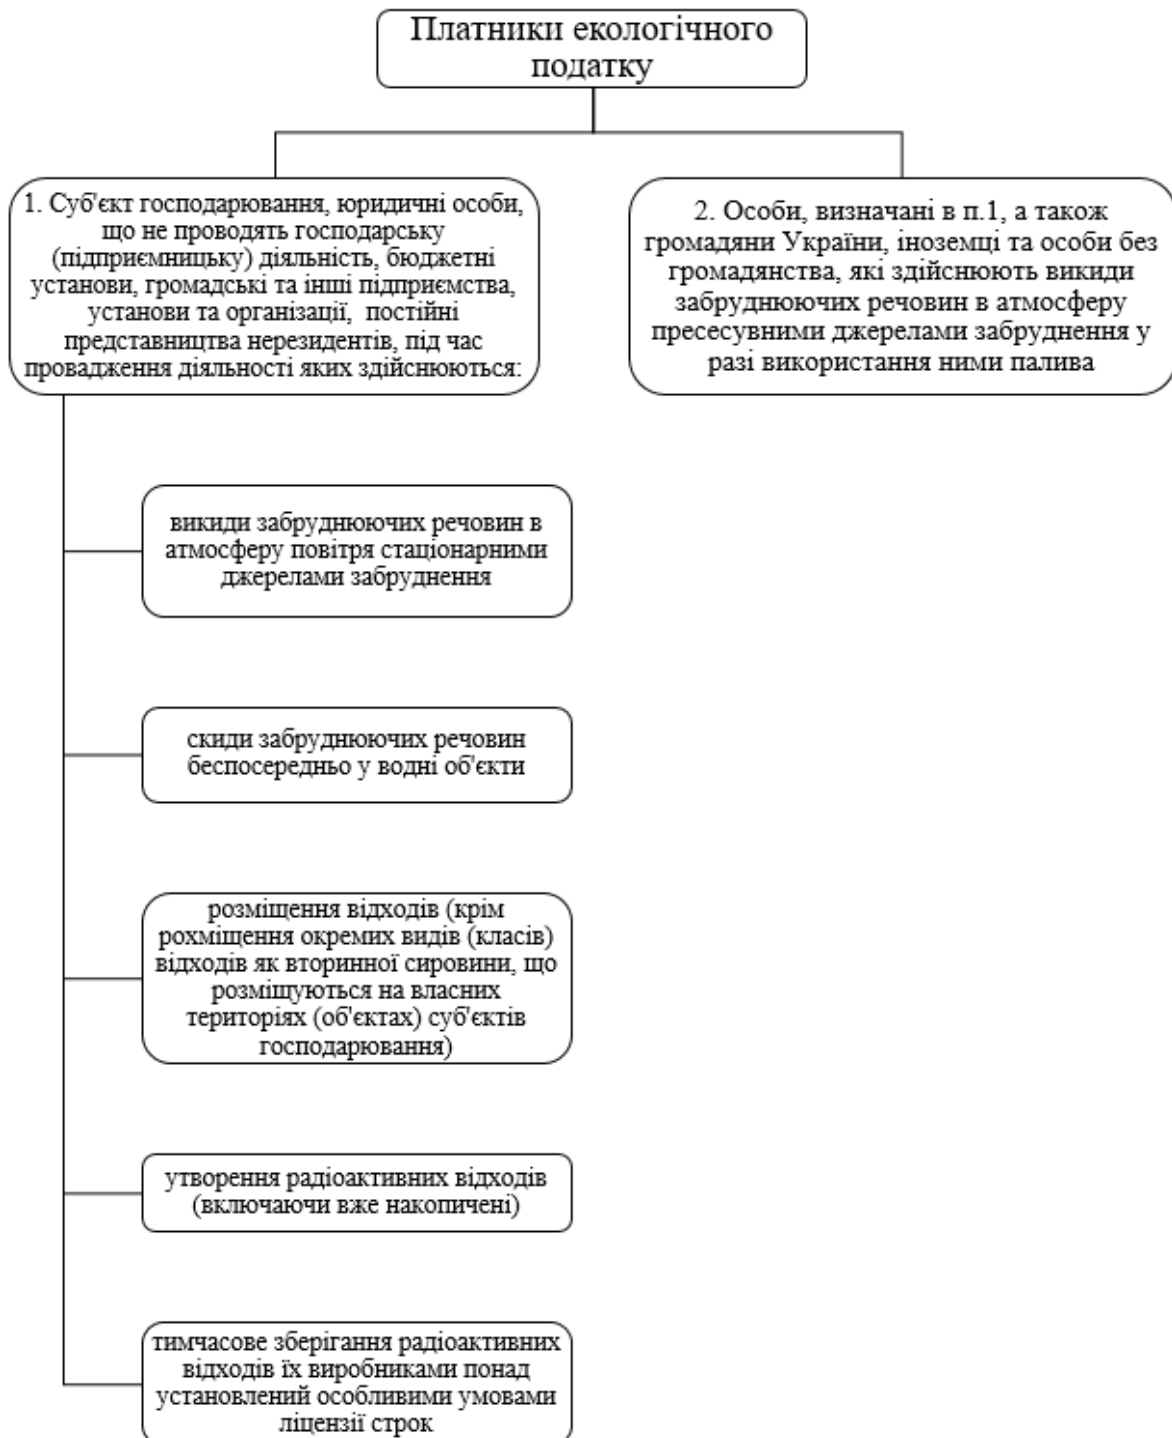 Платники екологічного
податку
1. Суб'єкт господарювання, юридичні особи,
що не проводять господарську
(підприємницьку) діяльність, бюджетні
установи, громадські та інші підприємства,
установи та організації, постійні
представництва нерезидентів, під час
провадження діяльності яких здійснюються:
2. Особи, визначані в п.1, а також
громадяни України, іноземці та особи без
громадянства, які здійснюють викиди
забруднюючих речовин в атмосферу
пресесувними джерелами забруднення у
разі використання ними палива
викиди забруднюючих речовин в
атмосферу повітря стаціонарними
джерелами забруднення
скиди забруднюючих речовин
беспосередньо у водні об'єкти
розміщення відходів (крім
рохміщення окремих видів (класів)
відходів як вторинної сировини, що
розміщуються на власних
територіях (об'єктах) суб'єктів
господарювання)
утворення радіоактивних відходів
(включаючи вже накопичені)
тимчасове зберігання радіоактивних
відходів їх виробниками понад
установлений особливими умовами
ліцензії строк